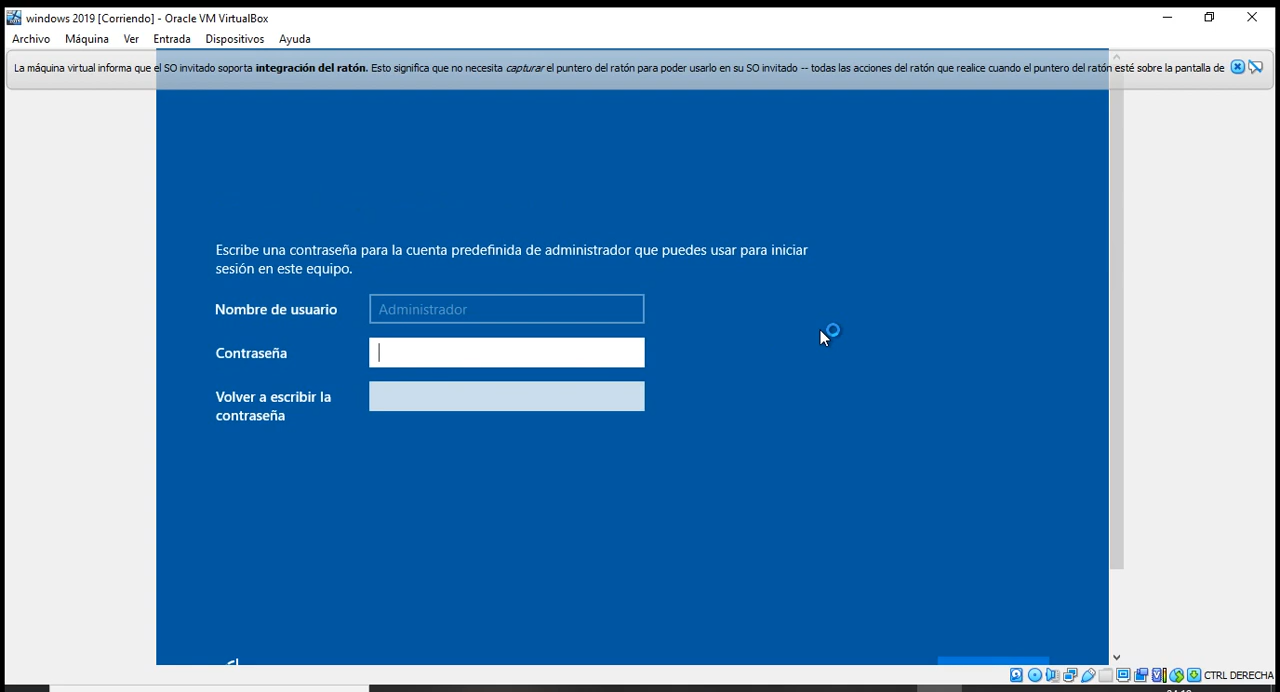 windows 2019 [Corriendo] - Oracle VM VirtualBox
Archivo Máquina Ver Entrada Dispositivos Ayuda
La máquina virtual informa que el SO invitado soporta integración del ratón. Esto signifca que no necesita capturar el puntero del ratón para poder usarlo en su SO invitado -- todas las acciones del ratón que realice cuando el puntero del ratón esté sobre la pantalla de
Escribe una contraseña para la cuenta predefinida de administrador que puedes usar para iniciar
sesión en este equipo.
Nombre de usuario Administrador
Contraseña
Volver a escribir la
contraseña
CTRL DERECHA